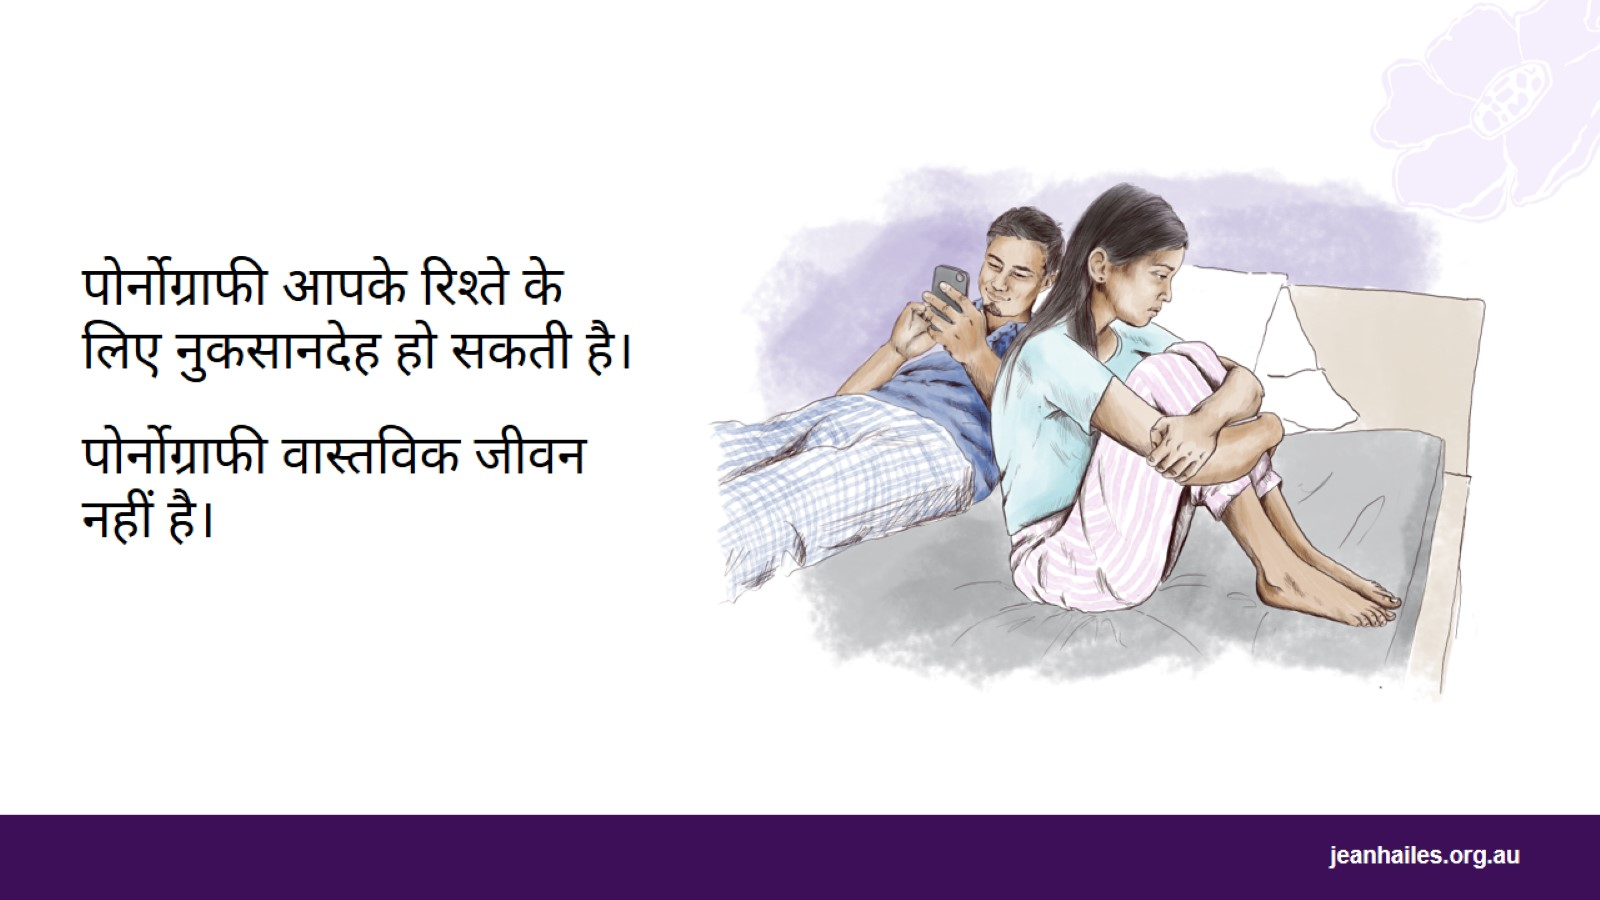 पोर्नोग्राफी आपके रिश्ते के
लिए नुकसानदेह हो सकती है।
पोर्नोग्राफी वास्तविक जीवन
नहीं है।
jeanhailes.org.au